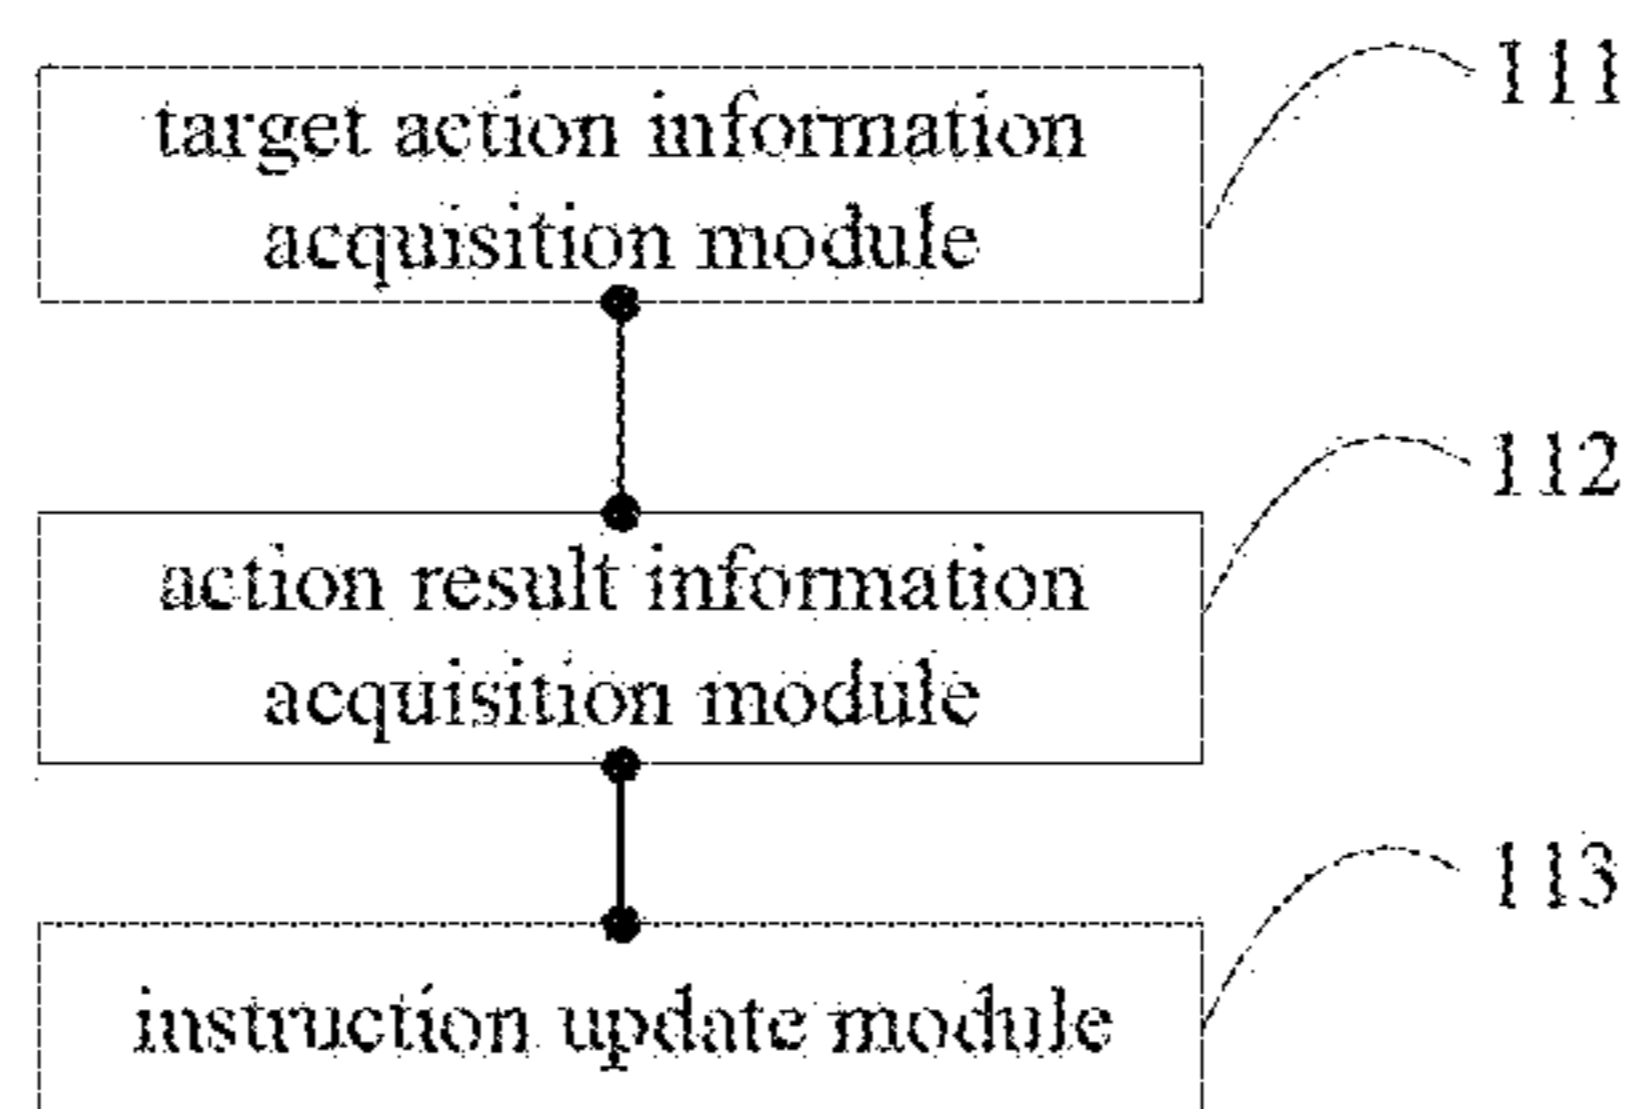 target action information
acquisition module
111
action result information
acquisition module
112
instruction update module
113